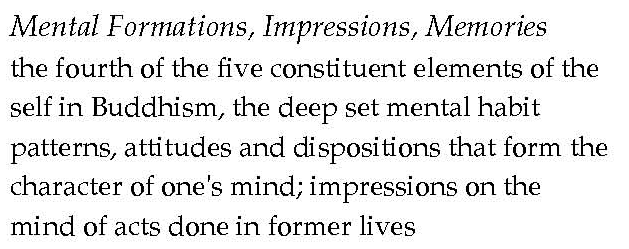 Mental Formations, Impressions, Memories
the fourth of the five constituent elements of the
self in Buddhism, the deep set mental habit
patterns, attitudes and dispositions that form the
character of one's mind; impressions on the
mind of acts done in former lives